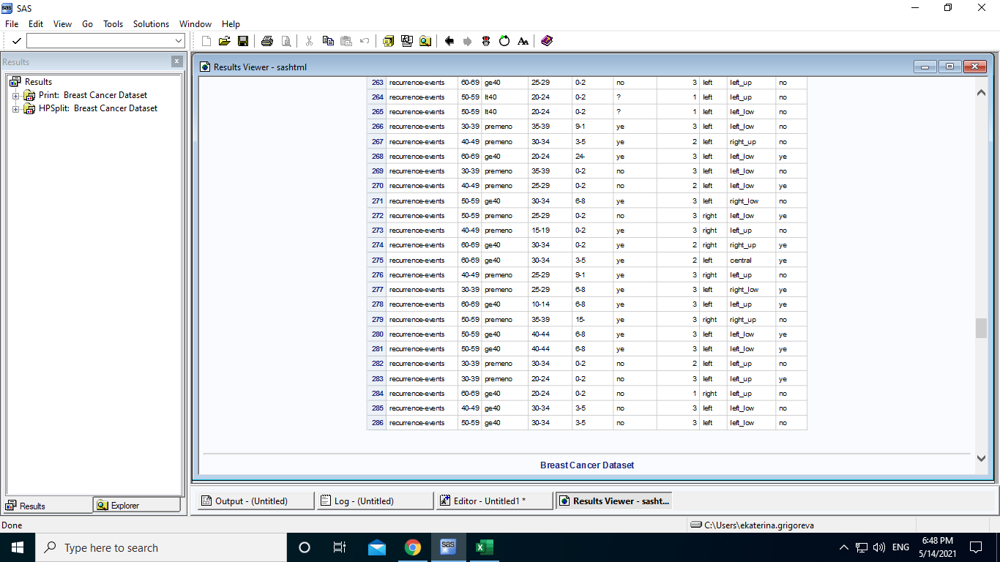 SAS
File Edit View Go Tools Solutions Window Help
Results
Results
Print: Breast Cancer Dataset
HPSplit: Breast Cancer Dataset
Results Viewer - sashtml
263 recurrence-events 60-69 ge40 25-29 0-2 no 3 left left_up no
264 recurrence-events 50-59 lt40 20-24 0-2 ? 1 left left_up no
265 recurrence-events 50-59 lt40 20-24 0-2 ? 1 left left_low no
266 recurrence-events 30-39 premeno 35-39 9-1 ye 3 left left_low no
267 recurrence-events 40-49 premeno 30-34 3-5 ye 2 left right_up no
268 recurrence-events 60-69 ge40 20-24 24- ye 3 left left_low ye
269 recurrence-events 30-39 premeno 35-39 0-2 no 3 left left_low no
270 recurrence-events 40-49 premeno 25-29 0-2 no 2 left left_low ye
271 recurrence-events 50-59 ge40 30-34 6-8 ye 3 left right_low no
272 recurrence-events 50-59 premeno 25-29 0-2 no 3 right left_low ye
273 recurrence-events 40-49 premeno 15-19 0-2 ye 3 right left_up no
274 recurrence-events 60-69 ge40 30-34 0-2 ye 2 right right_up ye
275 recurrence-events 60-69 ge40 30-34 3-5 ye 2 left central ye
276 recurrence-events 40-49 premeno 25-29 9-1 ye 3 right left_up no
277 recurrence-events 30-39 premeno 25-29 6-8 ye 3 left right_low ye
278 recurrence-events 60-69 ge40 10-14 6-8 ye 3 left left_up ye
279 recurrence-events 50-59 premeno 35-39 15- ye 3 right right_up no
280 recurrence-events 50-59 ge40 40-44 6-8 ye 3 left left_low ye
281 recurrence-events 50-59 ge40 40-44 6-8 ye 3 left left_low ye
282 recurrence-events 30-39 premeno 30-34 0-2 no 2 left left_up no
283 recurrence-events 30-39 premeno 20-24 0-2 no 3 left left_up ye
284 recurrence-events 60-69 ge40 20-24 0-2 no 1 right left_up no
285 recurrence-events 40-49 ge40 30-34 3-5 no 3 left left_low no
286 recurrence-events 50-59 ge40 30-34 3-5 no 3 left left_low no
Breast Cancer Dataset
Results Explorer
Output - (Untitled) Log - (Untitled) Editor - Untitled1 * Results Viewer - sasht...
Done C:\Users\ekaterina.grigoreva
Type here to search ENG 6:48 PM
5/14/2021